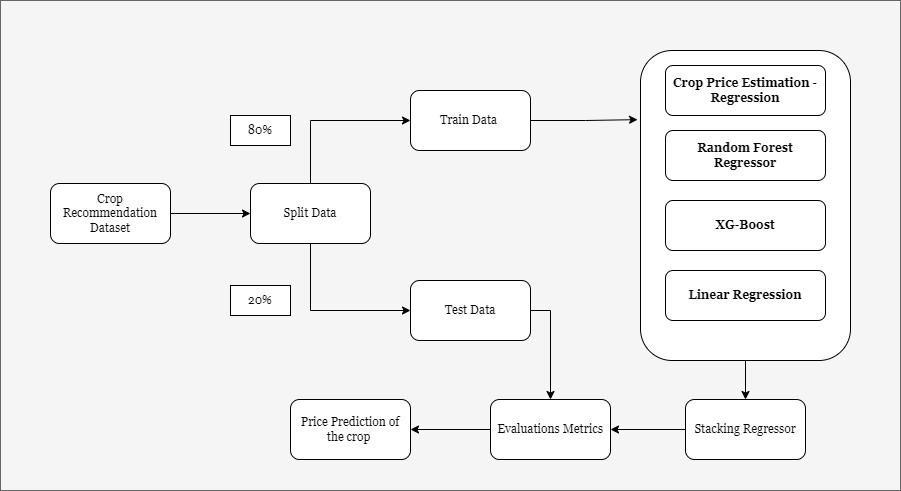 Crop Price Estimation -
Regression
80%
Train Data
Random Forest
Regressor
Crop
Recommendation
Dataset
Split Data
XG-Boost
20%
Test Data
Linear Regression
Price Prediction of
the crop
Evaluations Metrics
Stacking Regressor